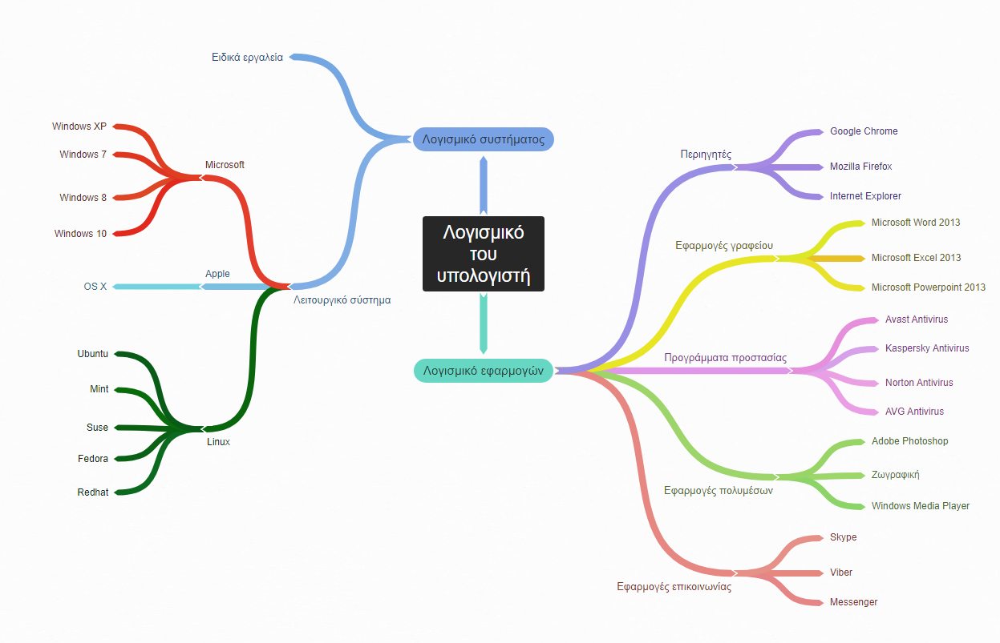 Λογισμικό
του
υπολογιστή
Λογισμικό συστήματος
Ειδικά εργαλεία
Λειτουργικό σύστημα
Microsoft
Windows XP
Windows 7
Windows 8
Windows 10
Apple
OS X
Linux
Ubuntu
Mint
Suse
Fedora
Redhat
Λογισμικό εφαρμογών
Περιηγητές
Google Chrome
Mozilla Firefox
Internet Explorer
Εφαρμογές γραφείου
Microsoft Word 2013
Microsoft Excel 2013
Microsoft Powerpoint 2013
Προγράμματα προστασίας
Avast Antivirus
Kaspersky Antivirus
Norton Antivirus
AVG Antivirus
Εφαρμογές πολυμέσων
Adobe Photoshop
Ζωγραφική
Windows Media Player
Εφαρμογές επικοινωνίας
Skype
Viber
Messenger